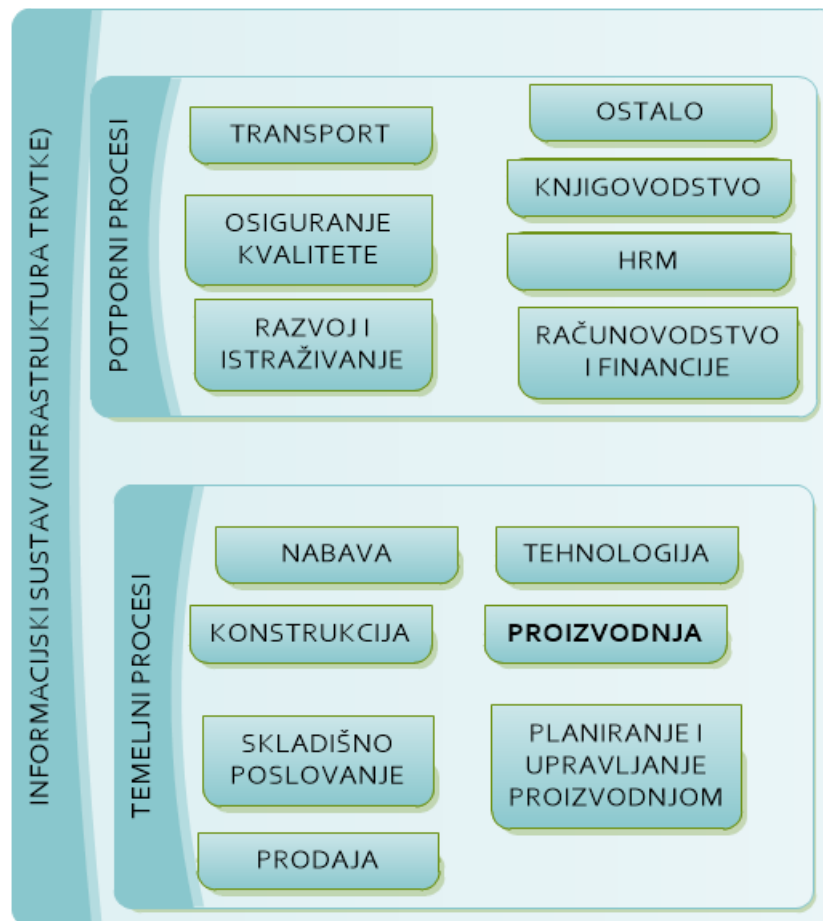 INFORMACIJSKI SUSTAV (INFRASTRUKTURA TRVTKE)
POTPORNI PROCESI
TRANSPORT
OSIGURANJE
KVALITETE
RAZVOJ I
ISTRAŽIVANJE
OSTALO
KNJIGOVODSTVO
HRM
RAČUNOVODSTVO
I FINANCIJE
TEMELJNI PROCESI
NABAVA
KONSTRUKCIJA
SKLADIŠNO
POSLOVANJE
PRODAJA
TEHNOLOGIJA
PROIZVODNJA
PLANIRANJE I
UPRAVLJANJE
PROIZVODNJOM